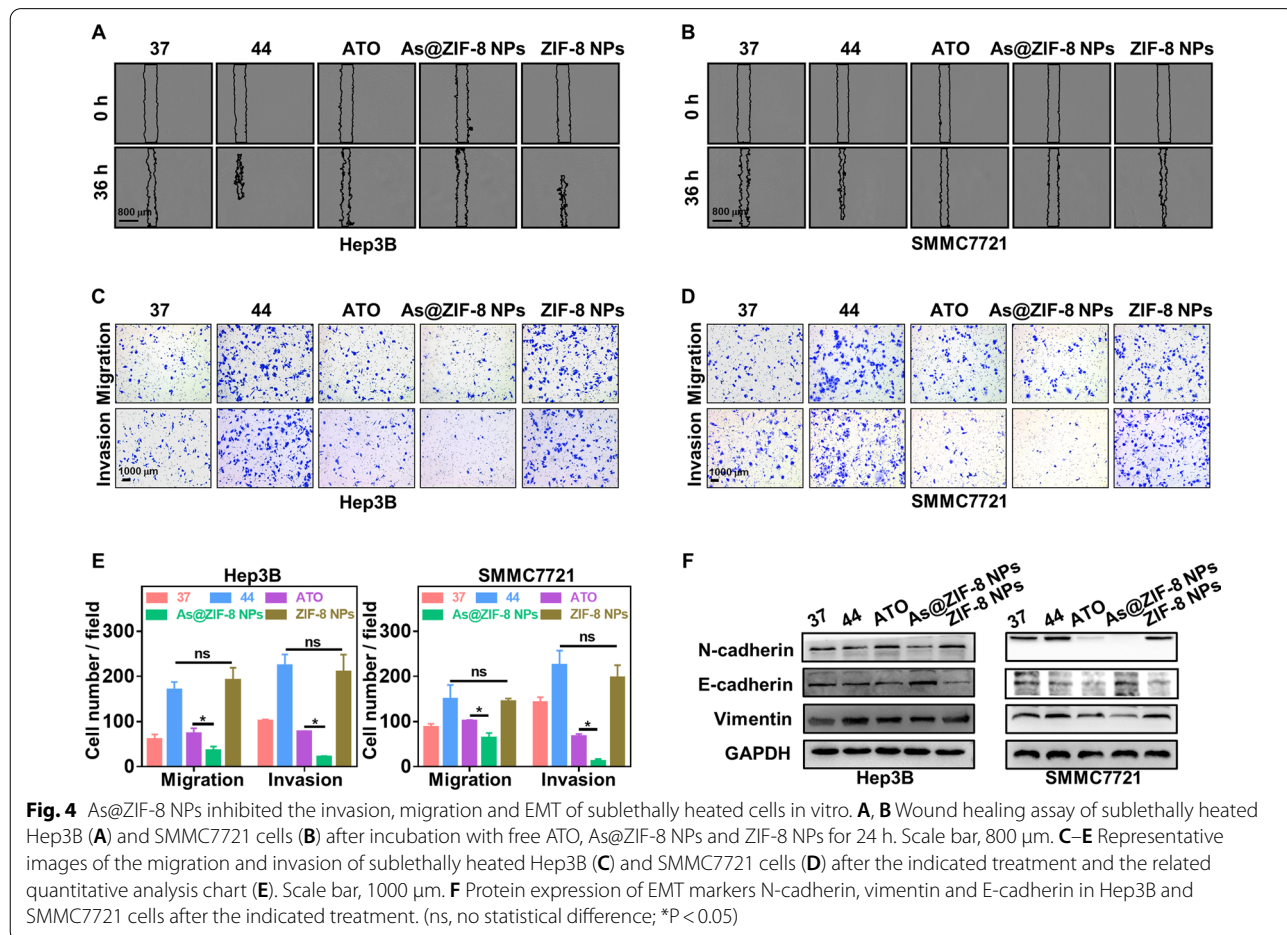 A
B
37 44 ATO As@ZIF-8 NPs ZIF-8 NPs
37 44 ATO As@ZIF-8 NPs ZIF-8 NPs
0 h
0 h
36 h
36 h
800 µm
800 µm
Hep3B
SMMC7721
C
D
37 44 ATO As@ZIF-8 NPs ZIF-8 NPs
37 44 ATO As@ZIF-8 NPs ZIF-8 NPs
Migration
Migration
Invasion
Invasion
1000 µm
1000 µm
Hep3B
SMMC7721
E
Hep3B
37 44 ATO
As@ZIF-8 NPs ZIF-8 NPs
Cell number / field
300
200
100
0
ns
ns
*
*
Migration Invasion
SMMC7721
37 44 ATO
As@ZIF-8 NPs ZIF-8 NPs
Cell number / field
300
200
100
0
ns
ns
*
*
Migration Invasion
F
37 44 ATO As@ZIF-8 NPs ZIF-8 NPs
37 44 ATO As@ZIF-8 NPs ZIF-8 NPs
N-cadherin
E-cadherin
Vimentin
GAPDH
Hep3B
SMMC7721
Fig. 4 As@ZIF-8 NPs inhibited the invasion, migration and EMT of sublethally heated cells in vitro. A, B Wound healing assay of sublethally heated
Hep3B (A) and SMMC7721 cells (B) after incubation with free ATO, As@ZIF-8 NPs and ZIF-8 NPs for 24 h. Scale bar, 800 µm. C–E Representative
images of the migration and invasion of sublethally heated Hep3B (C) and SMMC7721 cells (D) after the indicated treatment and the related
quantitative analysis chart (E). Scale bar, 1000 µm. F Protein expression of EMT markers N-cadherin, vimentin and E-cadherin in Hep3B and
SMMC7721 cells after the indicated treatment. (ns, no statistical difference; *P < 0.05)